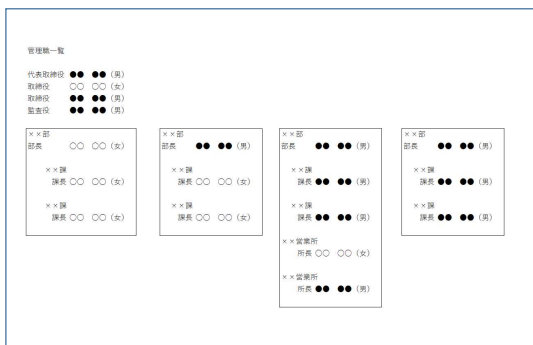 管理職一覧
代表取締役 ●● ●●（男）
取締役 ○○ ○○（女）
取締役 ●● ●●（男）
監査役 ●● ●●（男）
××部
部長 ○○ ○○（女）
××課
課長 ○○ ○○（女）
××課
課長 ○○ ○○（女）
××部
部長 ●● ●●（男）
××課
課長 ○○ ○○（女）
××課
課長 ○○ ○○（女）
××部
部長 ●● ●●（男）
××課
課長 ●● ●●（男）
××課
課長 ●● ●●（男）
××営業所
所長 ○○ ○○（女）
××営業所
所長 ●● ●●（男）
××部
部長 ●● ●●（男）
××課
課長 ●● ●●（男）
××課
課長 ●● ●●（男）